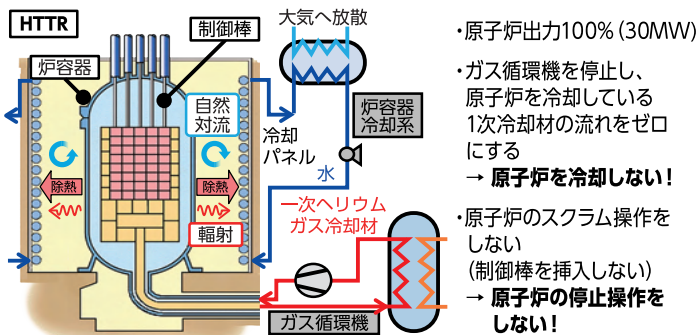 HTTR
制御棒
炉容器
自然
対流
除熱
除熱
輻射
大気へ放散
炉容器
冷却系
冷却
パネル
水
一次ヘリウム
ガス冷却材
ガス循環機
・原子炉出力100%(30MW)
・ガス循環機を停止し、
原子炉を冷却している
1次冷却材の流れをゼロ
にする
→ 原子炉を冷却しない!
・原子炉のスクラム操作を
しない
(制御棒を挿入しない)
→ 原子炉の停止操作を
しない!